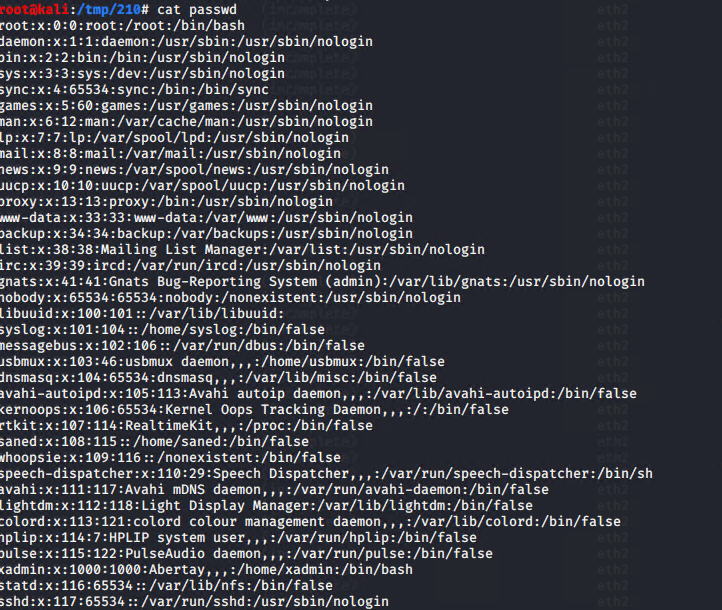 root@kali:/tmp/210# cat passwd
root:x:0:0:root:/root:/bin/bash
daemon:x:1:1:daemon:/usr/sbin:/usr/sbin/nologin
bin:x:2:2:bin:/bin:/usr/sbin/nologin
sys:x:3:3:sys:/dev:/usr/sbin/nologin
sync:x:4:65534:sync:/bin:/bin/sync
games:x:5:60:games:/usr/games:/usr/sbin/nologin
man:x:6:12:man:/var/cache/man:/usr/sbin/nologin
lp:x:7:7:lp:/var/spool/lpd:/usr/sbin/nologin
mail:x:8:8:mail:/var/mail:/usr/sbin/nologin
news:x:9:9:news:/var/spool/news:/usr/sbin/nologin
uucp:x:10:10:uucp:/var/spool/uucp:/usr/sbin/nologin
proxy:x:13:13:proxy:/bin:/usr/sbin/nologin
www-data:x:33:33:www-data:/var/www:/usr/sbin/nologin
backup:x:34:34:backup:/var/backups:/usr/sbin/nologin
list:x:38:38:Mailing List Manager:/var/list:/usr/sbin/nologin
irc:x:39:39:ircd:/var/run/ircd:/usr/sbin/nologin
gnats:x:41:41:Gnats Bug-Reporting System (admin):/var/lib/gnats:/usr/sbin/nologin
nobody:x:65534:65534:nobody:/nonexistent:/usr/sbin/nologin
libuuid:x:100:101::/var/lib/libuuid:
syslog:x:101:104::/home/syslog:/bin/false
messagebus:x:102:106::/var/run/dbus:/bin/false
usbmux:x:103:46:usbmux daemon,,,:/home/usbmux:/bin/false
dnsmasq:x:104:65534:dnsmasq,,,:/var/lib/misc:/bin/false
avahi-autoipd:x:105:113:Avahi autoip daemon,,,:/var/lib/avahi-autoipd:/bin/false
kernoops:x:106:65534:Kernel Oops Tracking Daemon,,,:/:/bin/false
rtkit:x:107:114:RealtimeKit,,,:/proc:/bin/false
saned:x:108:115::/home/saned:/bin/false
whoopsie:x:109:116::/nonexistent:/bin/false
speech-dispatcher:x:110:29:Speech Dispatcher,,,:/var/run/speech-dispatcher:/bin/sh
avahi:x:111:117:Avahi mDNS daemon,,,:/var/run/avahi-daemon:/bin/false
lightdm:x:112:118:Light Display Manager:/var/lib/lightdm:/bin/false
colord:x:113:121:colord colour management daemon,,,:/var/lib/colord:/bin/false
hplip:x:114:7:HPLIP system user,,,:/var/run/hplip:/bin/false
pulse:x:115:122:PulseAudio daemon,,,:/var/run/pulse:/bin/false
xadmin:x:1000:1000:Abertay,,,:/home/xadmin:/bin/bash
statd:x:116:65534::/var/lib/nfs:/bin/false
sshd:x:117:65534::/var/run/sshd:/usr/sbin/nologin